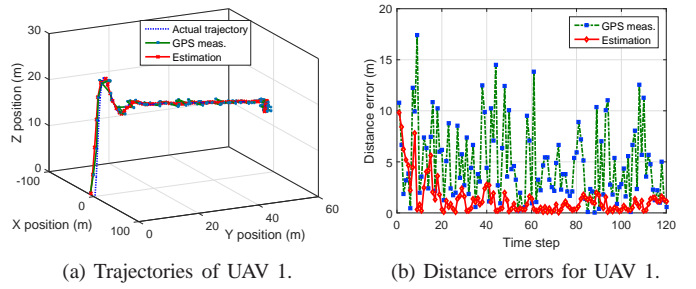 30
20
10
0
Z position (m)
-100
0
100
X position (m)
0
20
40
60
Y position (m)
Actual trajectory
GPS meas.
Estimation
(a) Trajectories of UAV 1.
20
15
10
5
0
Distance error (m)
GPS meas.
Estimation
0
20
40
60
80
100
120
Time step
(b) Distance errors for UAV 1.